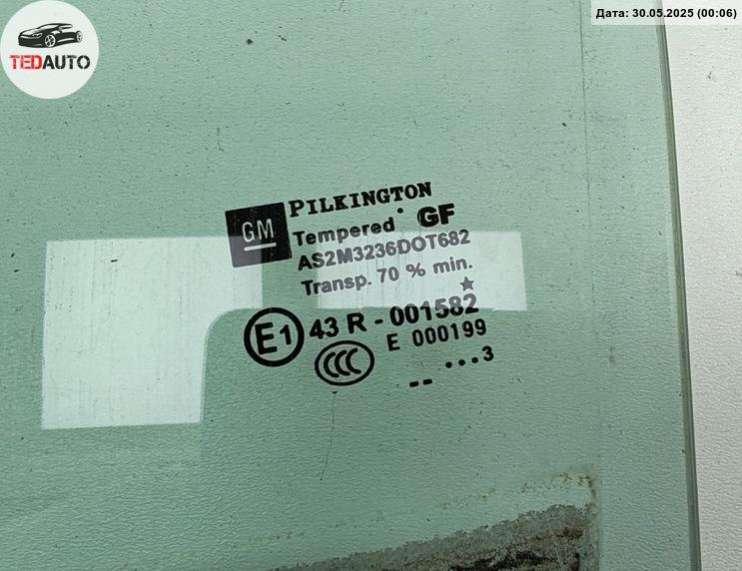 Дата: 30.05.2025 (00:06)
TEDAUTO
GM
PILKINGTON
Tempered GF
AS2M3236DOT682
Transp. 70 % min.
E1 43 R - 001582
CCC E 000199
-- ...3